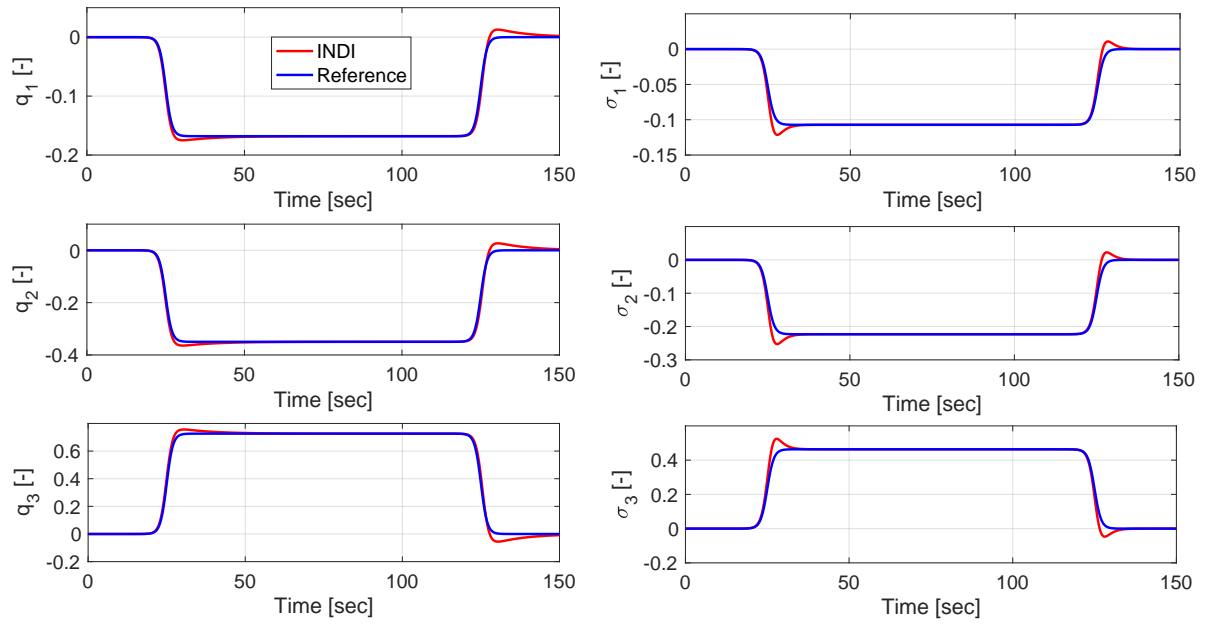 0
-0.1
-0.2
q1 [-]
INDI
Reference
0 50 100 150
Time [sec]
0
-0.05
-0.1
-0.15
σ1 [-]
0 50 100 150
Time [sec]
0
-0.2
-0.4
q2 [-]
0 50 100 150
Time [sec]
0
-0.1
-0.2
-0.3
σ2 [-]
0 50 100 150
Time [sec]
0.6
0.4
0.2
0
-0.2
q3 [-]
0 50 100 150
Time [sec]
0.4
0.2
0
-0.2
σ3 [-]
0 50 100 150
Time [sec]